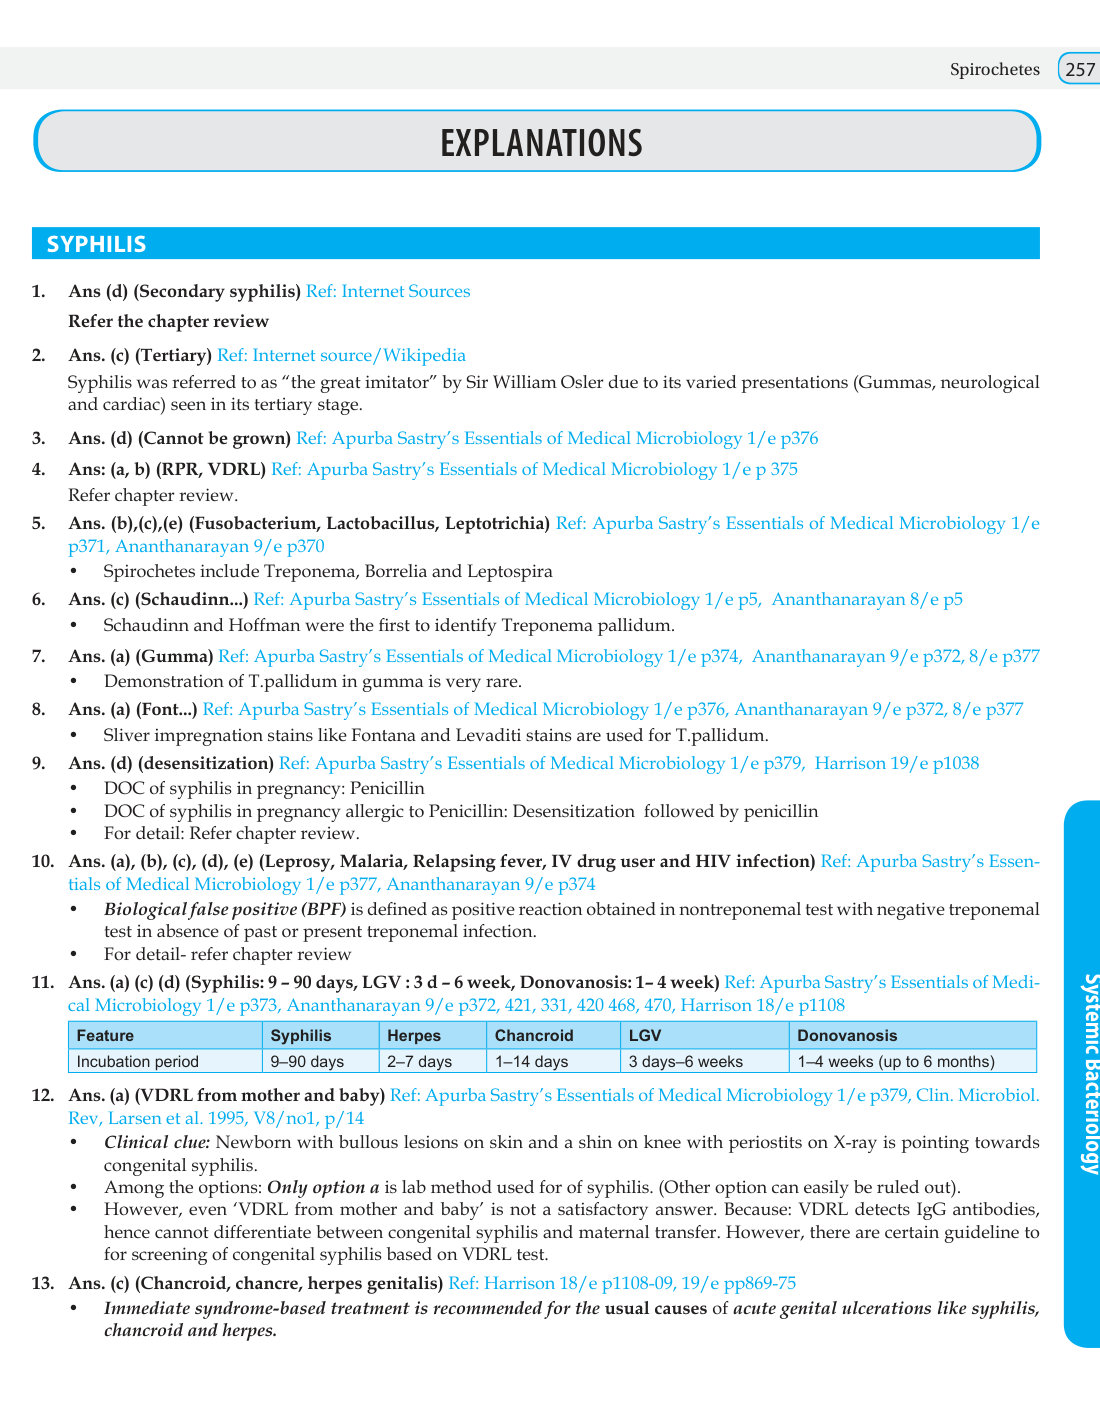 Spirochetes 257
EXPLANATIONS
SYPHILIS
1. Ans (d) (Secondary syphilis) Ref: Internet Sources
Refer the chapter review
2. Ans. (c) (Tertiary) Ref: Internet source/Wikipedia
Syphilis was referred to as “the great imitator” by Sir William Osler due to its varied presentations (Gummas, neurological
and cardiac) seen in its tertiary stage.
3. Ans. (d) (Cannot be grown) Ref: Apurba Sastry’s Essentials of Medical Microbiology 1/e p376
4. Ans: (a, b) (RPR, VDRL) Ref: Apurba Sastry’s Essentials of Medical Microbiology 1/e p 375
Refer chapter review.
5. Ans. (b),(c),(e) (Fusobacterium, Lactobacillus, Leptotrichia) Ref: Apurba Sastry’s Essentials of Medical Microbiology 1/e
p371, Ananthanarayan 9/e p370
• Spirochetes include Treponema, Borrelia and Leptospira
6. Ans. (c) (Schaudinn...) Ref: Apurba Sastry’s Essentials of Medical Microbiology 1/e p5, Ananthanarayan 8/e p5
• Schaudinn and Hoffman were the first to identify Treponema pallidum.
7. Ans. (a) (Gumma) Ref: Apurba Sastry’s Essentials of Medical Microbiology 1/e p374, Ananthanarayan 9/e p372, 8/e p377
• Demonstration of T.pallidum in gumma is very rare.
8. Ans. (a) (Font...) Ref: Apurba Sastry’s Essentials of Medical Microbiology 1/e p376, Ananthanarayan 9/e p372, 8/e p377
• Sliver impregnation stains like Fontana and Levaditi stains are used for T.pallidum.
9. Ans. (d) (desensitization) Ref: Apurba Sastry’s Essentials of Medical Microbiology 1/e p379, Harrison 19/e p1038
• DOC of syphilis in pregnancy: Penicillin
• DOC of syphilis in pregnancy allergic to Penicillin: Desensitization followed by penicillin
• For detail: Refer chapter review.
10. Ans. (a), (b), (c), (d), (e) (Leprosy, Malaria, Relapsing fever, IV drug user and HIV infection) Ref: Apurba Sastry’s Essen-
tials of Medical Microbiology 1/e p377, Ananthanarayan 9/e p374
• Biological false positive (BPF) is defined as positive reaction obtained in nontreponemal test with negative treponemal
test in absence of past or present treponemal infection.
• For detail- refer chapter review
11. Ans. (a) (c) (d) (Syphilis: 9 – 90 days, LGV : 3 d – 6 week, Donovanosis: 1– 4 week) Ref: Apurba Sastry’s Essentials of Medi-
cal Microbiology 1/e p373, Ananthanarayan 9/e p372, 421, 331, 420 468, 470, Harrison 18/e p1108
Feature Syphilis Herpes Chancroid LGV Donovanosis
Incubation period 9–90 days 2–7 days 1–14 days 3 days–6 weeks 1–4 weeks (up to 6 months)
12. Ans. (a) (VDRL from mother and baby) Ref: Apurba Sastry’s Essentials of Medical Microbiology 1/e p379, Clin. Microbiol.
Rev, Larsen et al. 1995, V8/no1, p/14
• Clinical clue: Newborn with bullous lesions on skin and a shin on knee with periostits on X-ray is pointing towards
congenital syphilis.
• Among the options: Only option a is lab method used for of syphilis. (Other option can easily be ruled out).
• However, even ‘VDRL from mother and baby’ is not a satisfactory answer. Because: VDRL detects IgG antibodies,
hence cannot differentiate between congenital syphilis and maternal transfer. However, there are certain guideline to
for screening of congenital syphilis based on VDRL test.
13. Ans. (c) (Chancroid, chancre, herpes genitalis) Ref: Harrison 18/e p1108-09, 19/e pp869-75
• Immediate syndrome-based treatment is recommended for the usual causes of acute genital ulcerations like syphilis,
chancroid and herpes.
Systemic Bacteriology